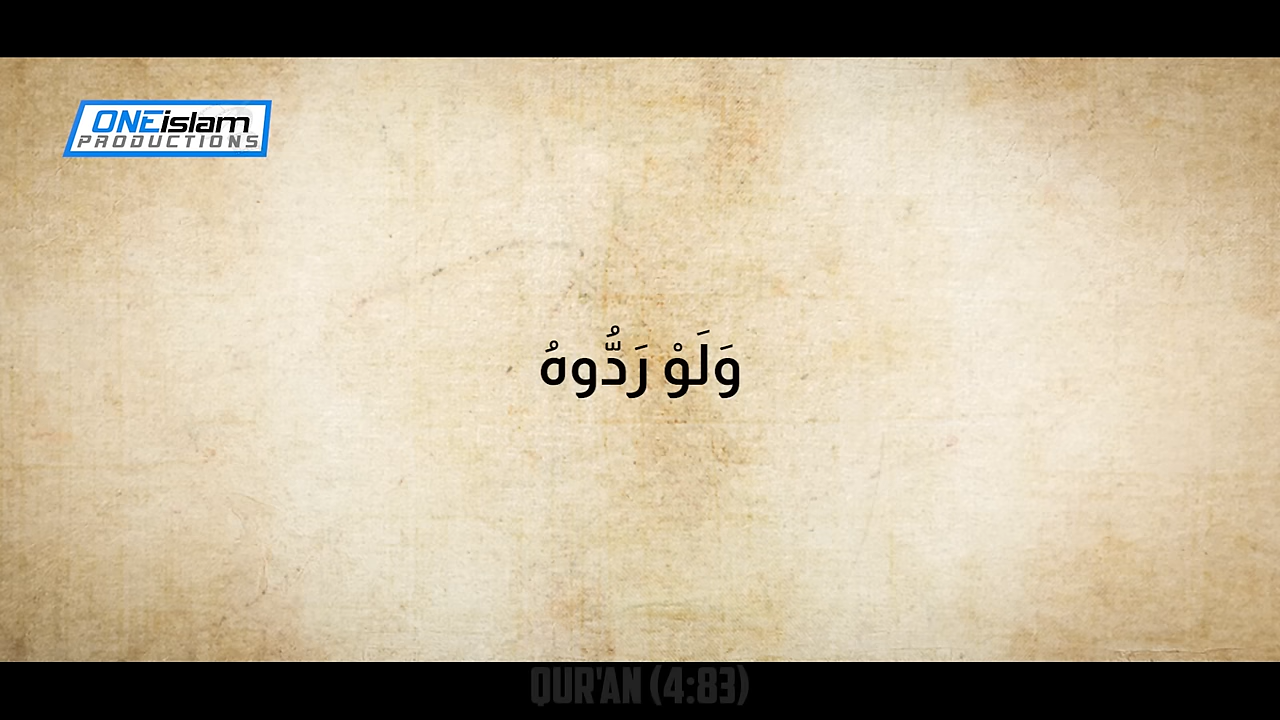 ONEislam
PRODUCTIONS
وَلَوْ رَدُّوهُ
QUR'AN (4:83)